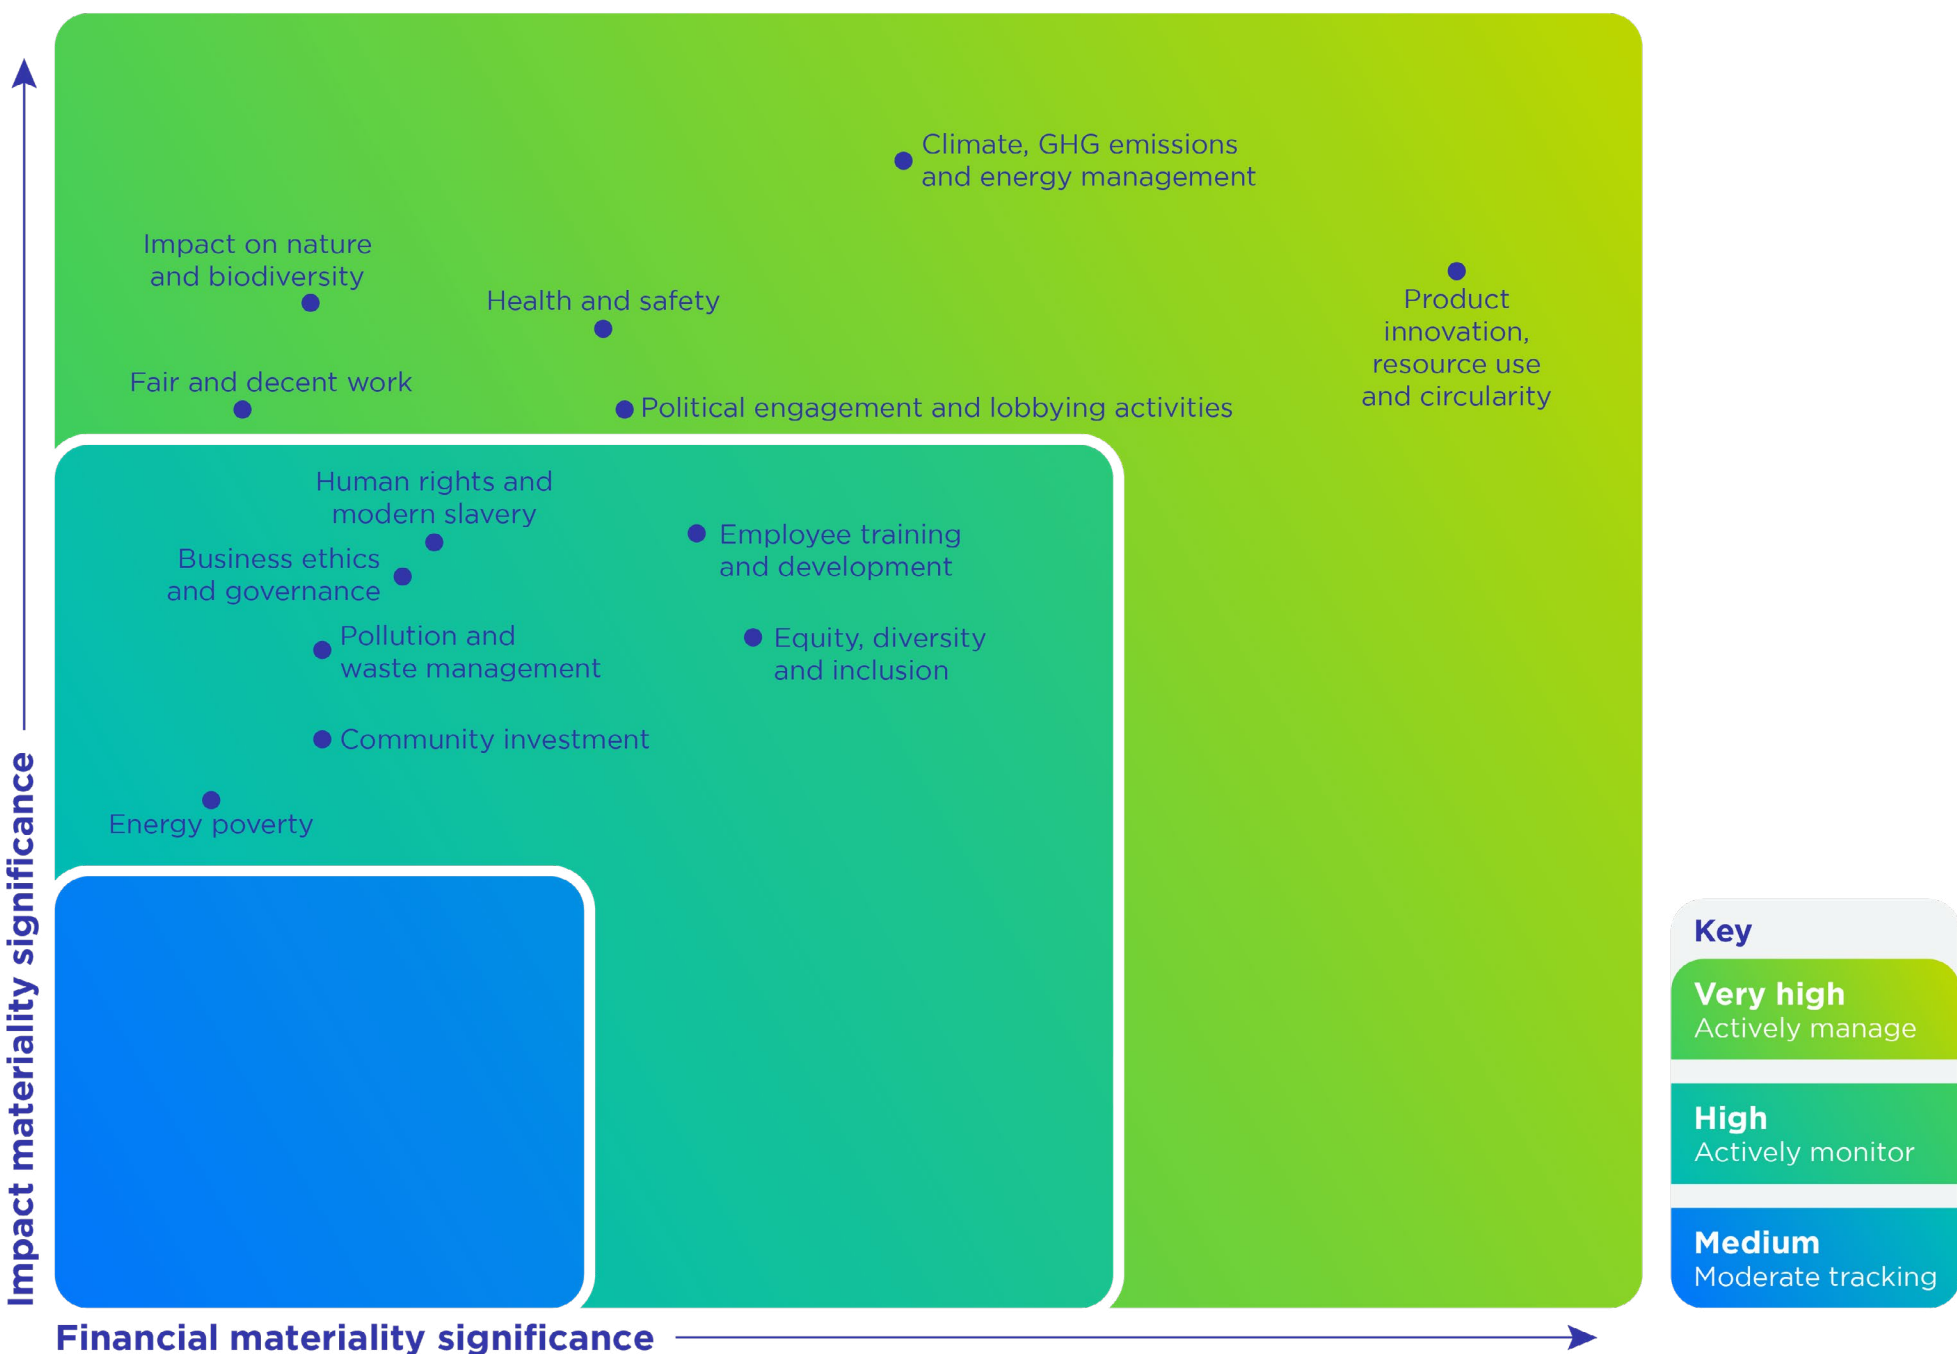 Climate, GHG emissions
and energy management
Impact on nature
and biodiversity
Health and safety
Product
innovation,
resource use
and circularity
Fair and decent work
Political engagement and lobbying activities
Human rights and
modern slavery
Employee training
and development
Business ethics
and governance
Pollution and
waste management
Equity, diversity
and inclusion
Community investment
Energy poverty
Impact materiality significance
Financial materiality significance
Key
Very high
Actively manage
High
Actively monitor
Medium
Moderate tracking